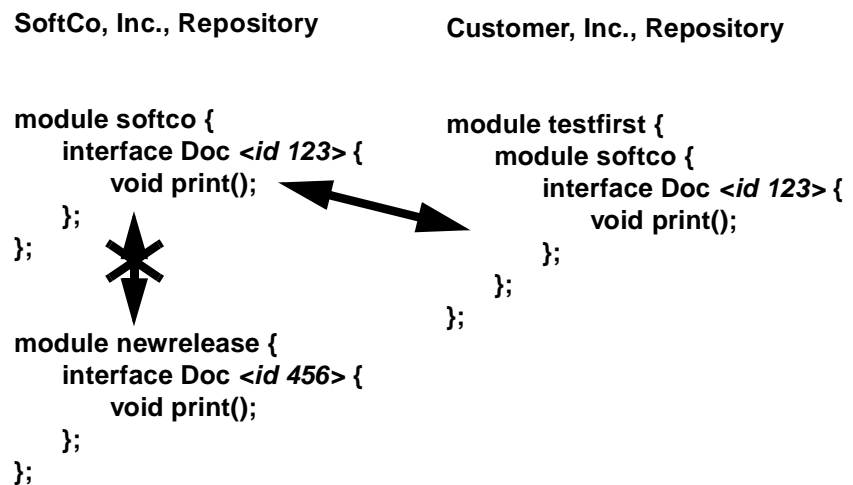 SoftCo, Inc., Repository
module softco {
interface Doc <id 123> {
void print();
};
};
module newrelease {
interface Doc <id 456> {
void print();
};
};
Customer, Inc., Repository
module testfirst {
module softco {
interface Doc <id 123> {
void print();
};
};
};